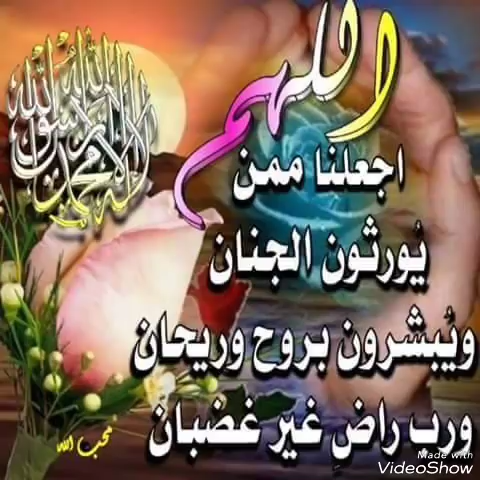 لا إله إلا الله محمد رسول الله
اللهم
اجعلنا ممن
يُورثون الجنان
ويُبشرون بروح وريحان
ورب راضٍ غير غضبان
محب الله
Made with
VideoShow